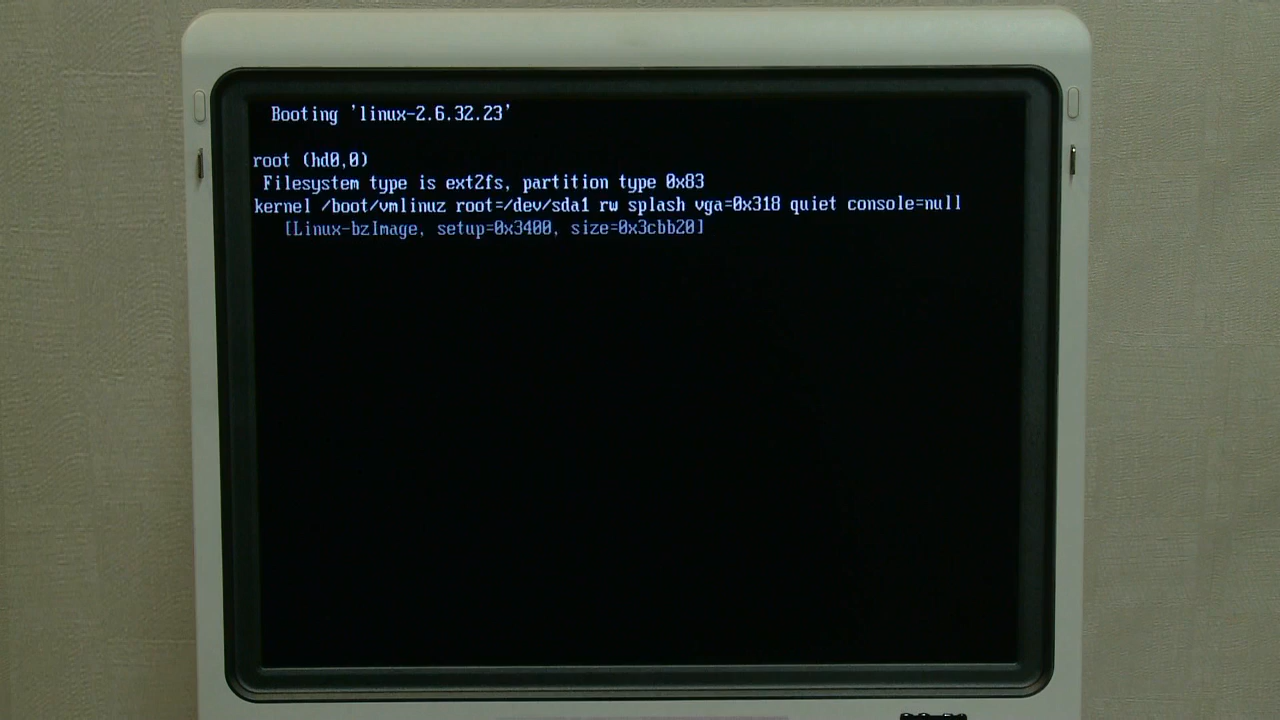 Booting 'linux-2.6.32.23'
root (hd0,0)
Filesystem type is ext2fs, partition type 0x83
kernel /boot/vmlinuz root=/dev/sda1 rw splash vga=0x318 quiet console=null
[Linux-bzImage, setup=0x3400, size=0x3cbb20]